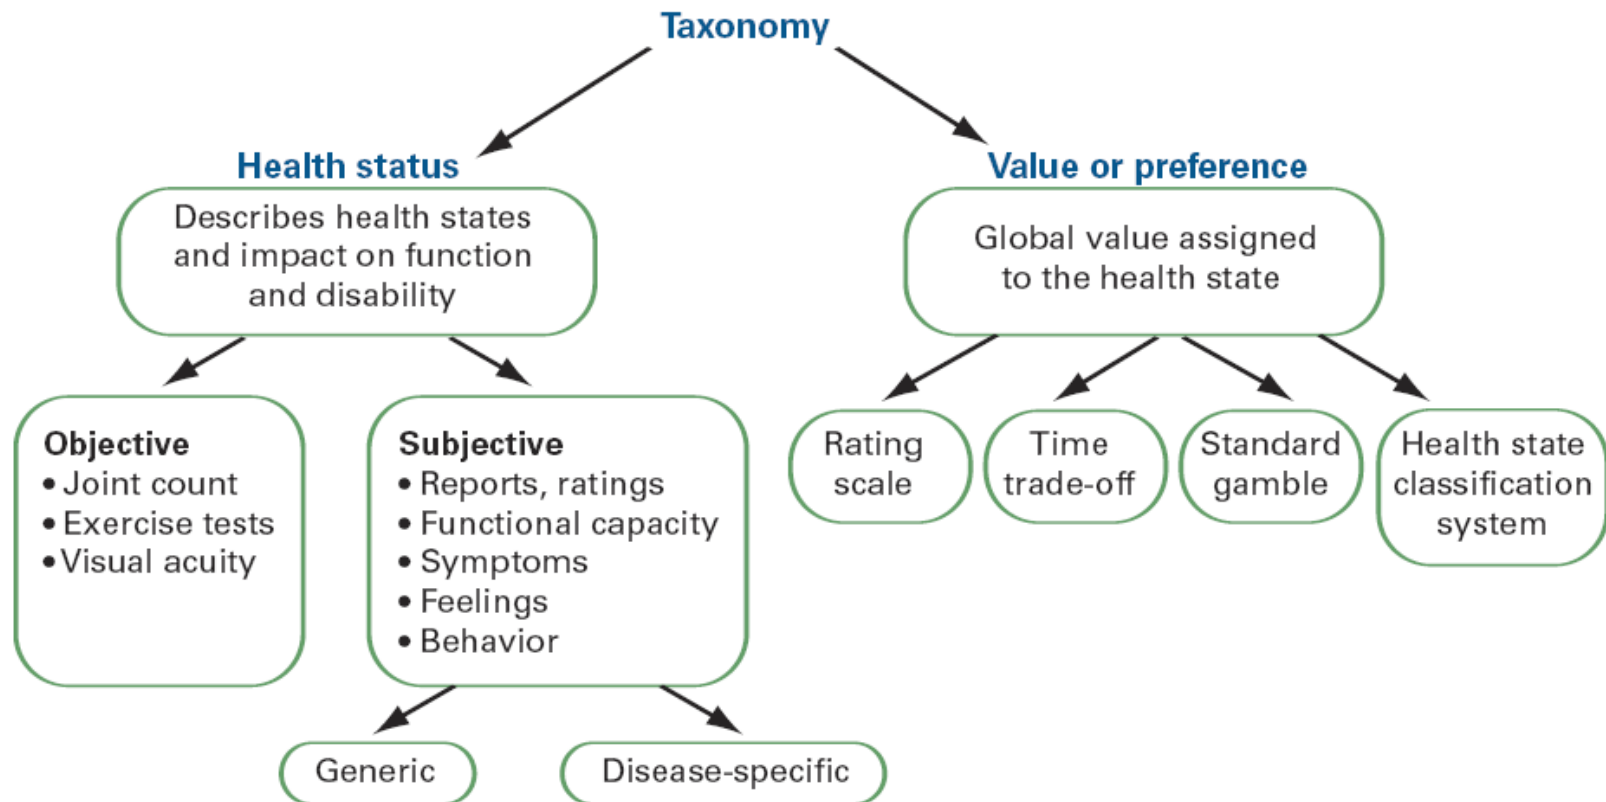 Taxonomy
Health status
Describes health states
and impact on function
and disability
Objective
• Joint count
• Exercise tests
• Visual acuity
Subjective
• Reports, ratings
• Functional capacity
• Symptoms
• Feelings
• Behavior
Generic
Disease-specific
Value or preference
Global value assigned
to the health state
Rating
scale
Time
trade-off
Standard
gamble
Health state
classification
system